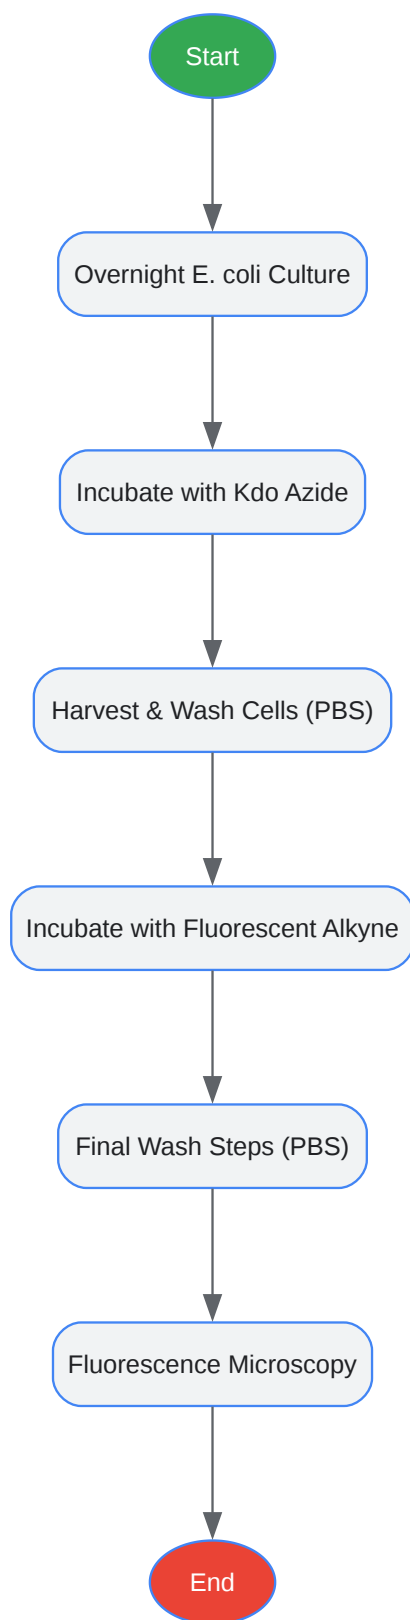 Start
Overnight E. coli Culture
Incubate with Kdo Azide
Harvest & Wash Cells (PBS)
Incubate with Fluorescent Alkyne
Final Wash Steps (PBS)
Fluorescence Microscopy
End